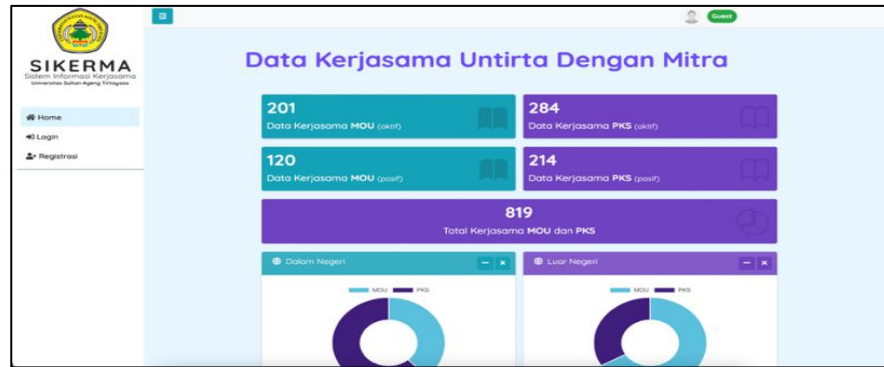 Guest
SIKERMA
Sistem Informasi Kerjasama
Universitas Sultan Ageng Tirtayasa
Home
Login
Registrasi
Data Kerjasama Untirta Dengan Mitra
201
Data Kerjasama MOU (aktif)
284
Data Kerjasama PKS (aktif)
120
Data Kerjasama MOU (pasif)
214
Data Kerjasama PKS (pasif)
819
Total Kerjasama MOU dan PKS
Dalam Negeri
MOU PKS
Luar Negeri
MOU PKS